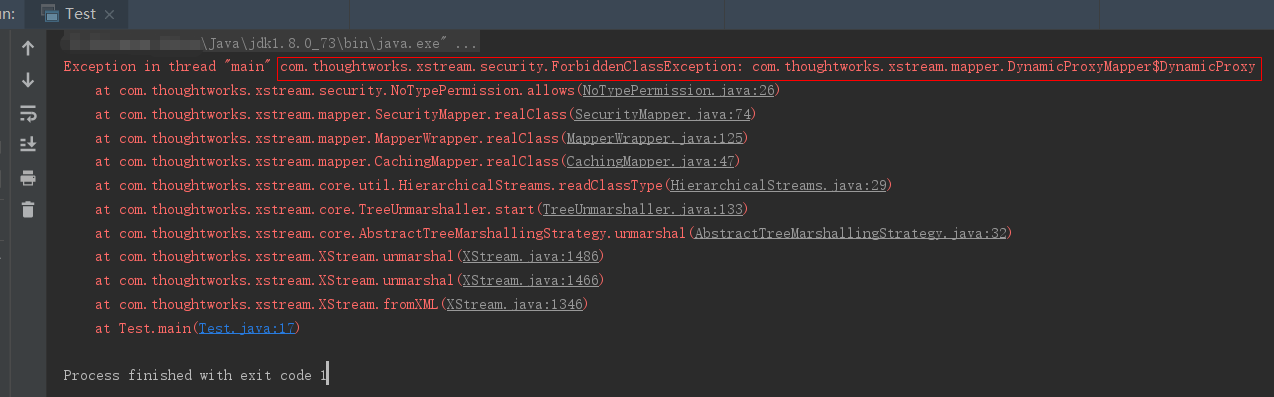 un:
Test
\Java\jdk1.8.0_73\bin\java.exe" ...
Exception in thread "main" com.thoughtworks.xstream.security.ForbiddenClassException: com.thoughtworks.xstream.mapper.DynamicProxyMapper$DynamicProxy
at com.thoughtworks.xstream.security.NoTypePermission.allows(NoTypePermission.java:26)
at com.thoughtworks.xstream.mapper.SecurityMapper.realClass(SecurityMapper.java:74)
at com.thoughtworks.xstream.mapper.MapperWrapper.realClass(MapperWrapper.java:125)
at com.thoughtworks.xstream.mapper.CachingMapper.realClass(CachingMapper.java:47)
at com.thoughtworks.xstream.core.util.HierarchicalStreams.readClassType(HierarchicalStreams.java:29)
at com.thoughtworks.xstream.core.TreeUnmarshaller.start(TreeUnmarshaller.java:133)
at com.thoughtworks.xstream.core.AbstractTreeMarshallingStrategy.unmarshal(AbstractTreeMarshallingStrategy.java:32)
at com.thoughtworks.xstream.XStream.unmarshal(XStream.java:1486)
at com.thoughtworks.xstream.XStream.unmarshal(XStream.java:1466)
at com.thoughtworks.xstream.XStream.fromXML(XStream.java:1346)
at Test.main(Test.java:17)
Process finished with exit code 1